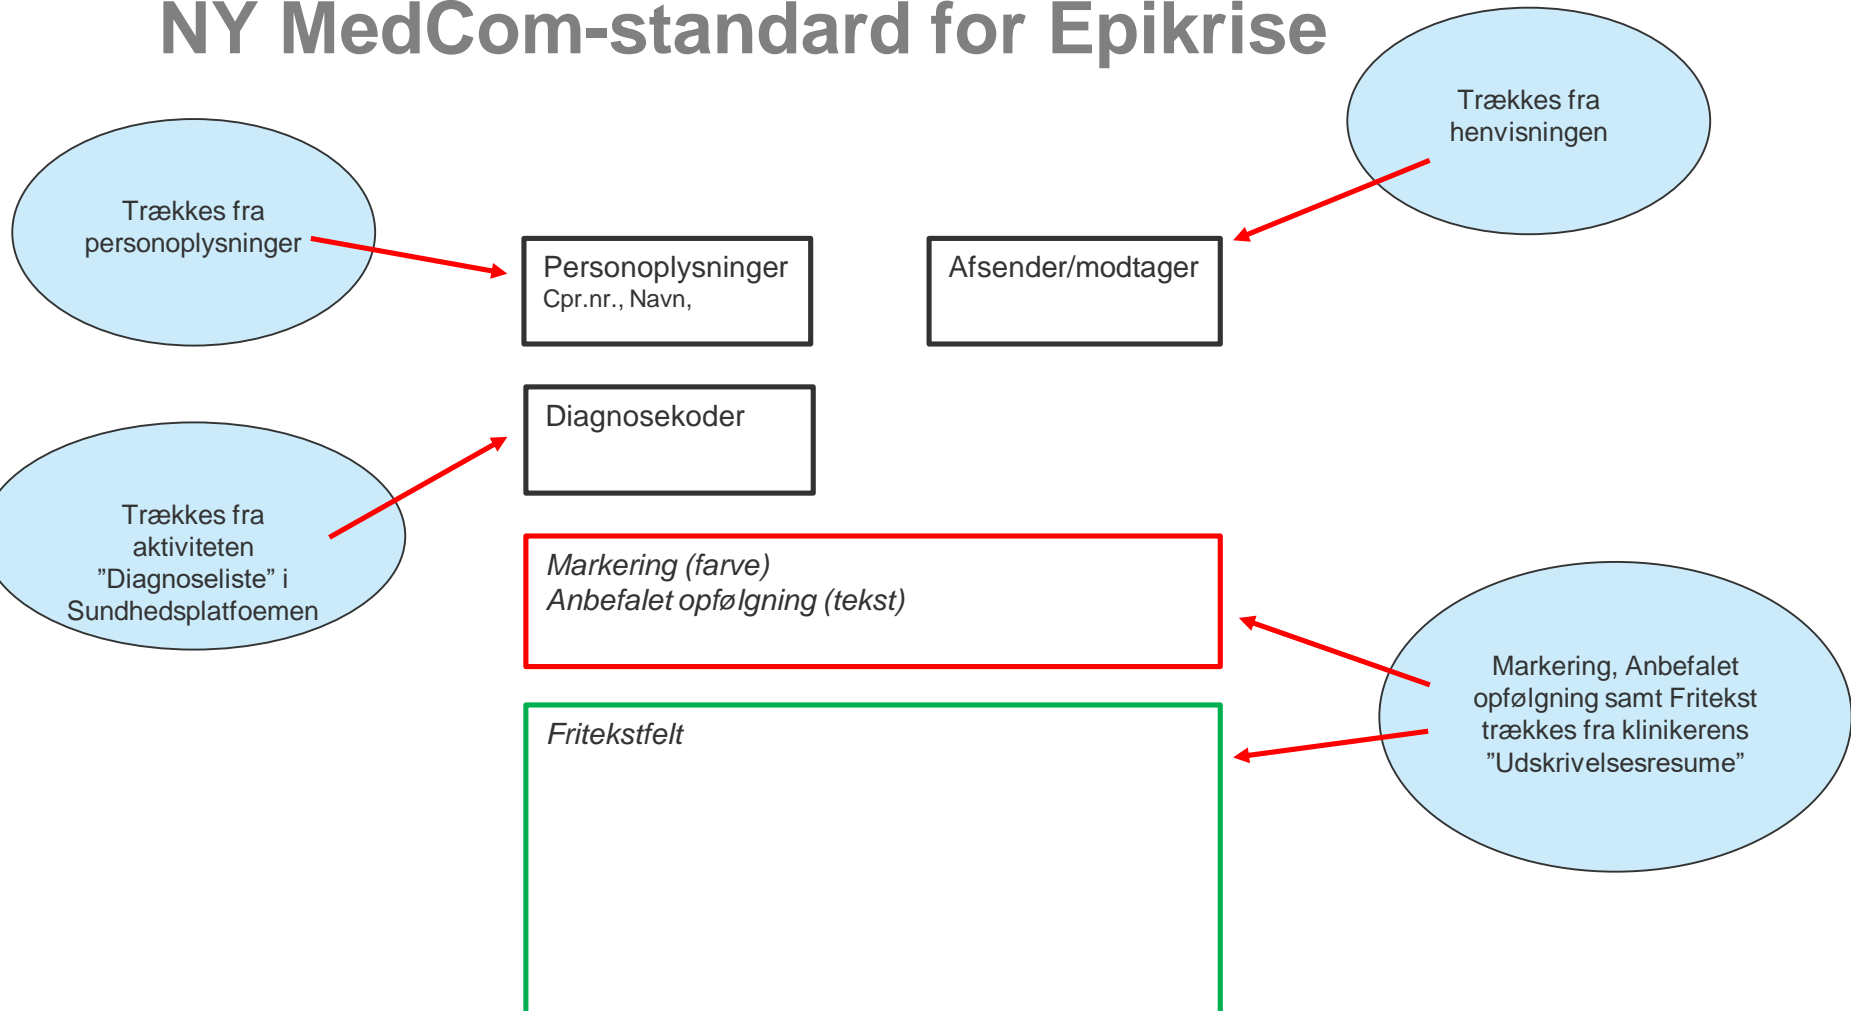 NY MedCom-standard for Epikrise
Trækkes fra
henvisningen
Trækkes fra
personoplysninger
Personoplysninger
Cpr.nr., Navn,
Afsender/modtager
Diagnosekoder
Trækkes fra
aktiviteten
”Diagnoseliste” i
Sundhedsplatfoemen
Markering (farve)
Anbefalet opfølgning (tekst)
Markering, Anbefalet
opfølgning samt Fritekst
trækkes fra klinikerens
”Udskrivelsesresume”
Fritekstfelt